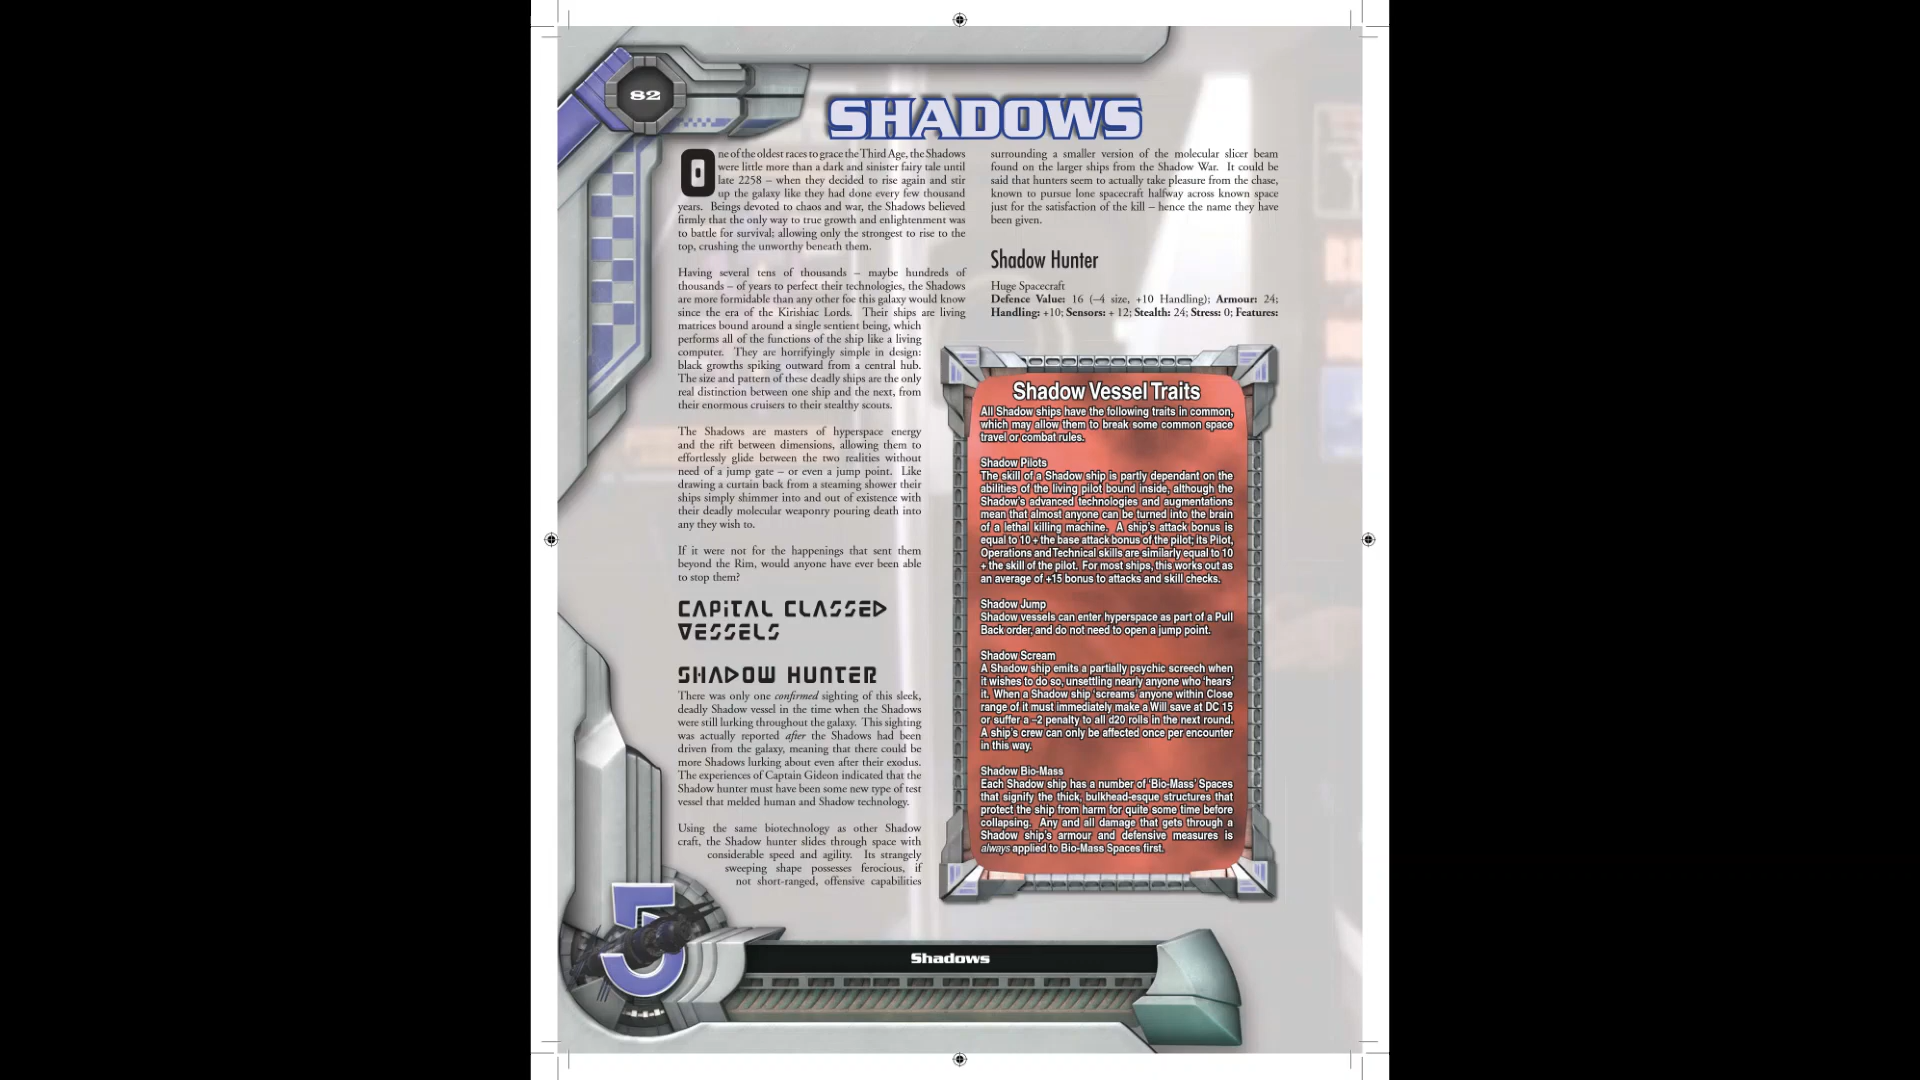 82
SHADOWS
One of the oldest races to grace the Third Age, the Shadows
were little more than a dark and sinister fairy tale until
late 2258 – when they decided to rise again and stir
up the galaxy like they had done every few thousand
years. Beings devoted to chaos and war, the Shadows believed
firmly that the only way to true growth and enlightenment was
to battle for survival; allowing only the strongest to rise to the
top, crushing the unworthy beneath them.
Having several tens of thousands – maybe hundreds of
thousands – of years to perfect their technologies, the Shadows
are more formidable than any other foe this galaxy would know
since the era of the Kirishiac Lords. Their ships are living
matrices bound around a single sentient being, which
performs all of the functions of the ship like a living
computer. They are horrifyingly simple in design:
black growths spiking outward from a central hub.
The size and pattern of these deadly ships are the only
real distinction between one ship and the next, from
their enormous cruisers to their stealthy scouts.
The Shadows are masters of hyperspace energy
and the rift between dimensions, allowing them to
effortlessly glide between the two realities without
need of a jump gate – or even a jump point. Like
drawing a curtain back from a steaming shower their
ships simply shimmer into and out of existence with
their deadly molecular weaponry pouring death into
any they wish to.
If it were not for the happenings that sent them
beyond the Rim, would anyone have ever been able
to stop them?
CAPITAL CLASSED
VESSELS
SHADOW HUNTER
There was only one confirmed sighting of this sleek,
deadly Shadow vessel in the time when the Shadows
were still lurking throughout the galaxy. This sighting
was actually reported after the Shadows had been
driven from the galaxy, meaning that there could be
more Shadows lurking about even after their exodus.
The experiences of Captain Gideon indicated that the
Shadow hunter must have been some new type of test
vessel that melded human and Shadow technology.
Using the same biotechnology as other Shadow
craft, the Shadow hunter slides through space with
considerable speed and agility. Its strangely
sweeping shape possesses ferocious, if
not short-ranged, offensive capabilities
surrounding a smaller version of the molecular slicer beam
found on the larger ships from the Shadow War. It could be
said that hunters seem to actually take pleasure from the chase,
known to pursue lone spacecraft halfway across known space
just for the satisfaction of the kill – hence the name they have
been given.
Shadow Hunter
Huge Spacecraft
Defence Value: 16 (–4 size, +10 Handling); Armour: 24;
Handling: +10; Sensors: + 12; Stealth: 24; Stress: 0; Features:
Shadow Vessel Traits
All Shadow ships have the following traits in common,
which may allow them to break some common space
travel or combat rules.
Shadow Pilots
The skill of a Shadow ship is partly dependant on the
abilities of the living pilot bound inside, although the
Shadow's advanced technologies and augmentations
mean that almost anyone can be turned into the brain
of a lethal killing machine. A ship's attack bonus is
equal to 10 + the base attack bonus of the pilot; its Pilot,
Operations and Technical skills are similarly equal to 10
+ the skill of the pilot. For most ships, this works out as
an average of +15 bonus to attacks and skill checks.
Shadow Jump
Shadow vessels can enter hyperspace as part of a Pull
Back order, and do not need to open a jump point.
Shadow Scream
A Shadow ship emits a partially psychic screech when
it wishes to do so, unsettling nearly anyone who 'hears'
it. When a Shadow ship 'screams' anyone within Close
range of it must immediately make a Will save at DC 15
or suffer a –2 penalty to all d20 rolls in the next round.
A ship's crew can only be affected once per encounter
in this way.
Shadow Bio-Mass
Each Shadow ship has a number of 'Bio-Mass' Spaces
that signify the thick, bulkhead-esque structures that
protect the ship from harm for quite some time before
collapsing. Any and all damage that gets through a
Shadow ship's armour and defensive measures is
always applied to Bio-Mass Spaces first.
5
Shadows